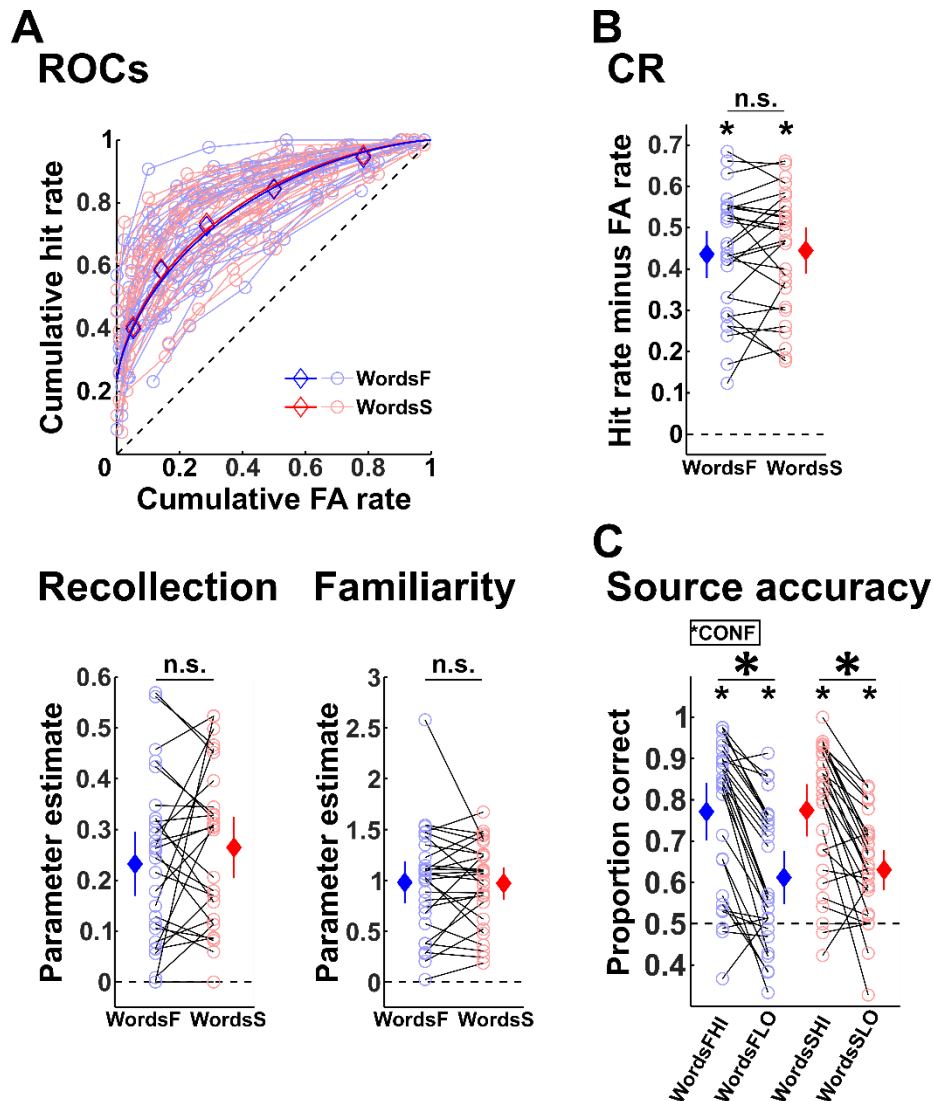 A
ROCs
1
0.8
0.6
0.4
0.2
0
0.2
0.4
0.6
0.8
1
Cumulative hit rate
Cumulative FA rate
WordsF
WordsS
B
CR
n.s.
* *
0.7
0.6
0.5
0.4
0.3
0.2
0.1
0
Hit rate minus FA rate
WordsF WordsS
Recollection
n.s.
0.6
0.5
0.4
0.3
0.2
0.1
0
Parameter estimate
WordsF WordsS
Familiarity
n.s.
3
2.5
2
1.5
1
0.5
0
Parameter estimate
WordsF WordsS
C
Source accuracy
*CONF
* *
* * * *
1
0.9
0.8
0.7
0.6
0.5
0.4
Proportion correct
WordsFHI
WordsFLO
WordsSHI
WordsSLO